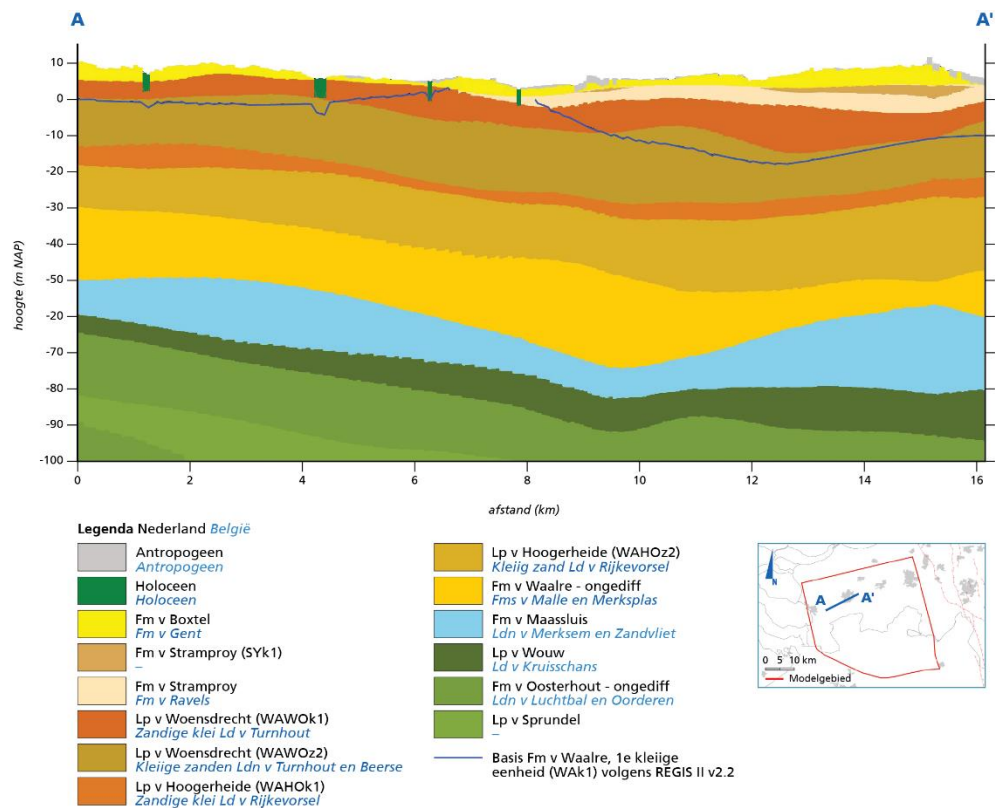 A
A'
10
0
-10
-20
-30
-40
-50
-20
-70
-80
-90
-100
hoogte (m NAP)
0
2
4
6
8
10
12
14
16
afstand (km)
Legenda Nederland België
Antropogeen
Antropogeen
Holoceen
Holoceen
Fm v Boxtel
Fm v Gent
Fm v Stramproy (SYk1)
–
Fm v Stramproy
Fm v Ravels
Lp v Woensdrecht (WAWOk1)
Zandige klei Ld v Turnhout
Lp v Woensdrecht (WAWOz2)
Kleiige zanden Ldn v Turnhout en Beerse
Lp v Hoogerheide (WAHOk1)
Zandige klei Ld v Rijkevorsel
Lp v Hoogerheide (WAHOz2)
Kleiig zand Ld v Rijkevorsel
Fm v Waalre - ongediff
Fms v Malle en Merksplas
Fm v Maassluis
Ldn v Merksem en Zandvliet
Lp v Wouw
Ld v Kruisschans
Fm v Oosterhout - ongediff
Ldn v Luchtbal en Oorderen
Lp v Sprundel
–
Basis Fm v Waalre, 1e kleiige
eenheid (WAk1) volgens REGIS II v2.2
N
A
A'
0 5 10 km
Modelgebied